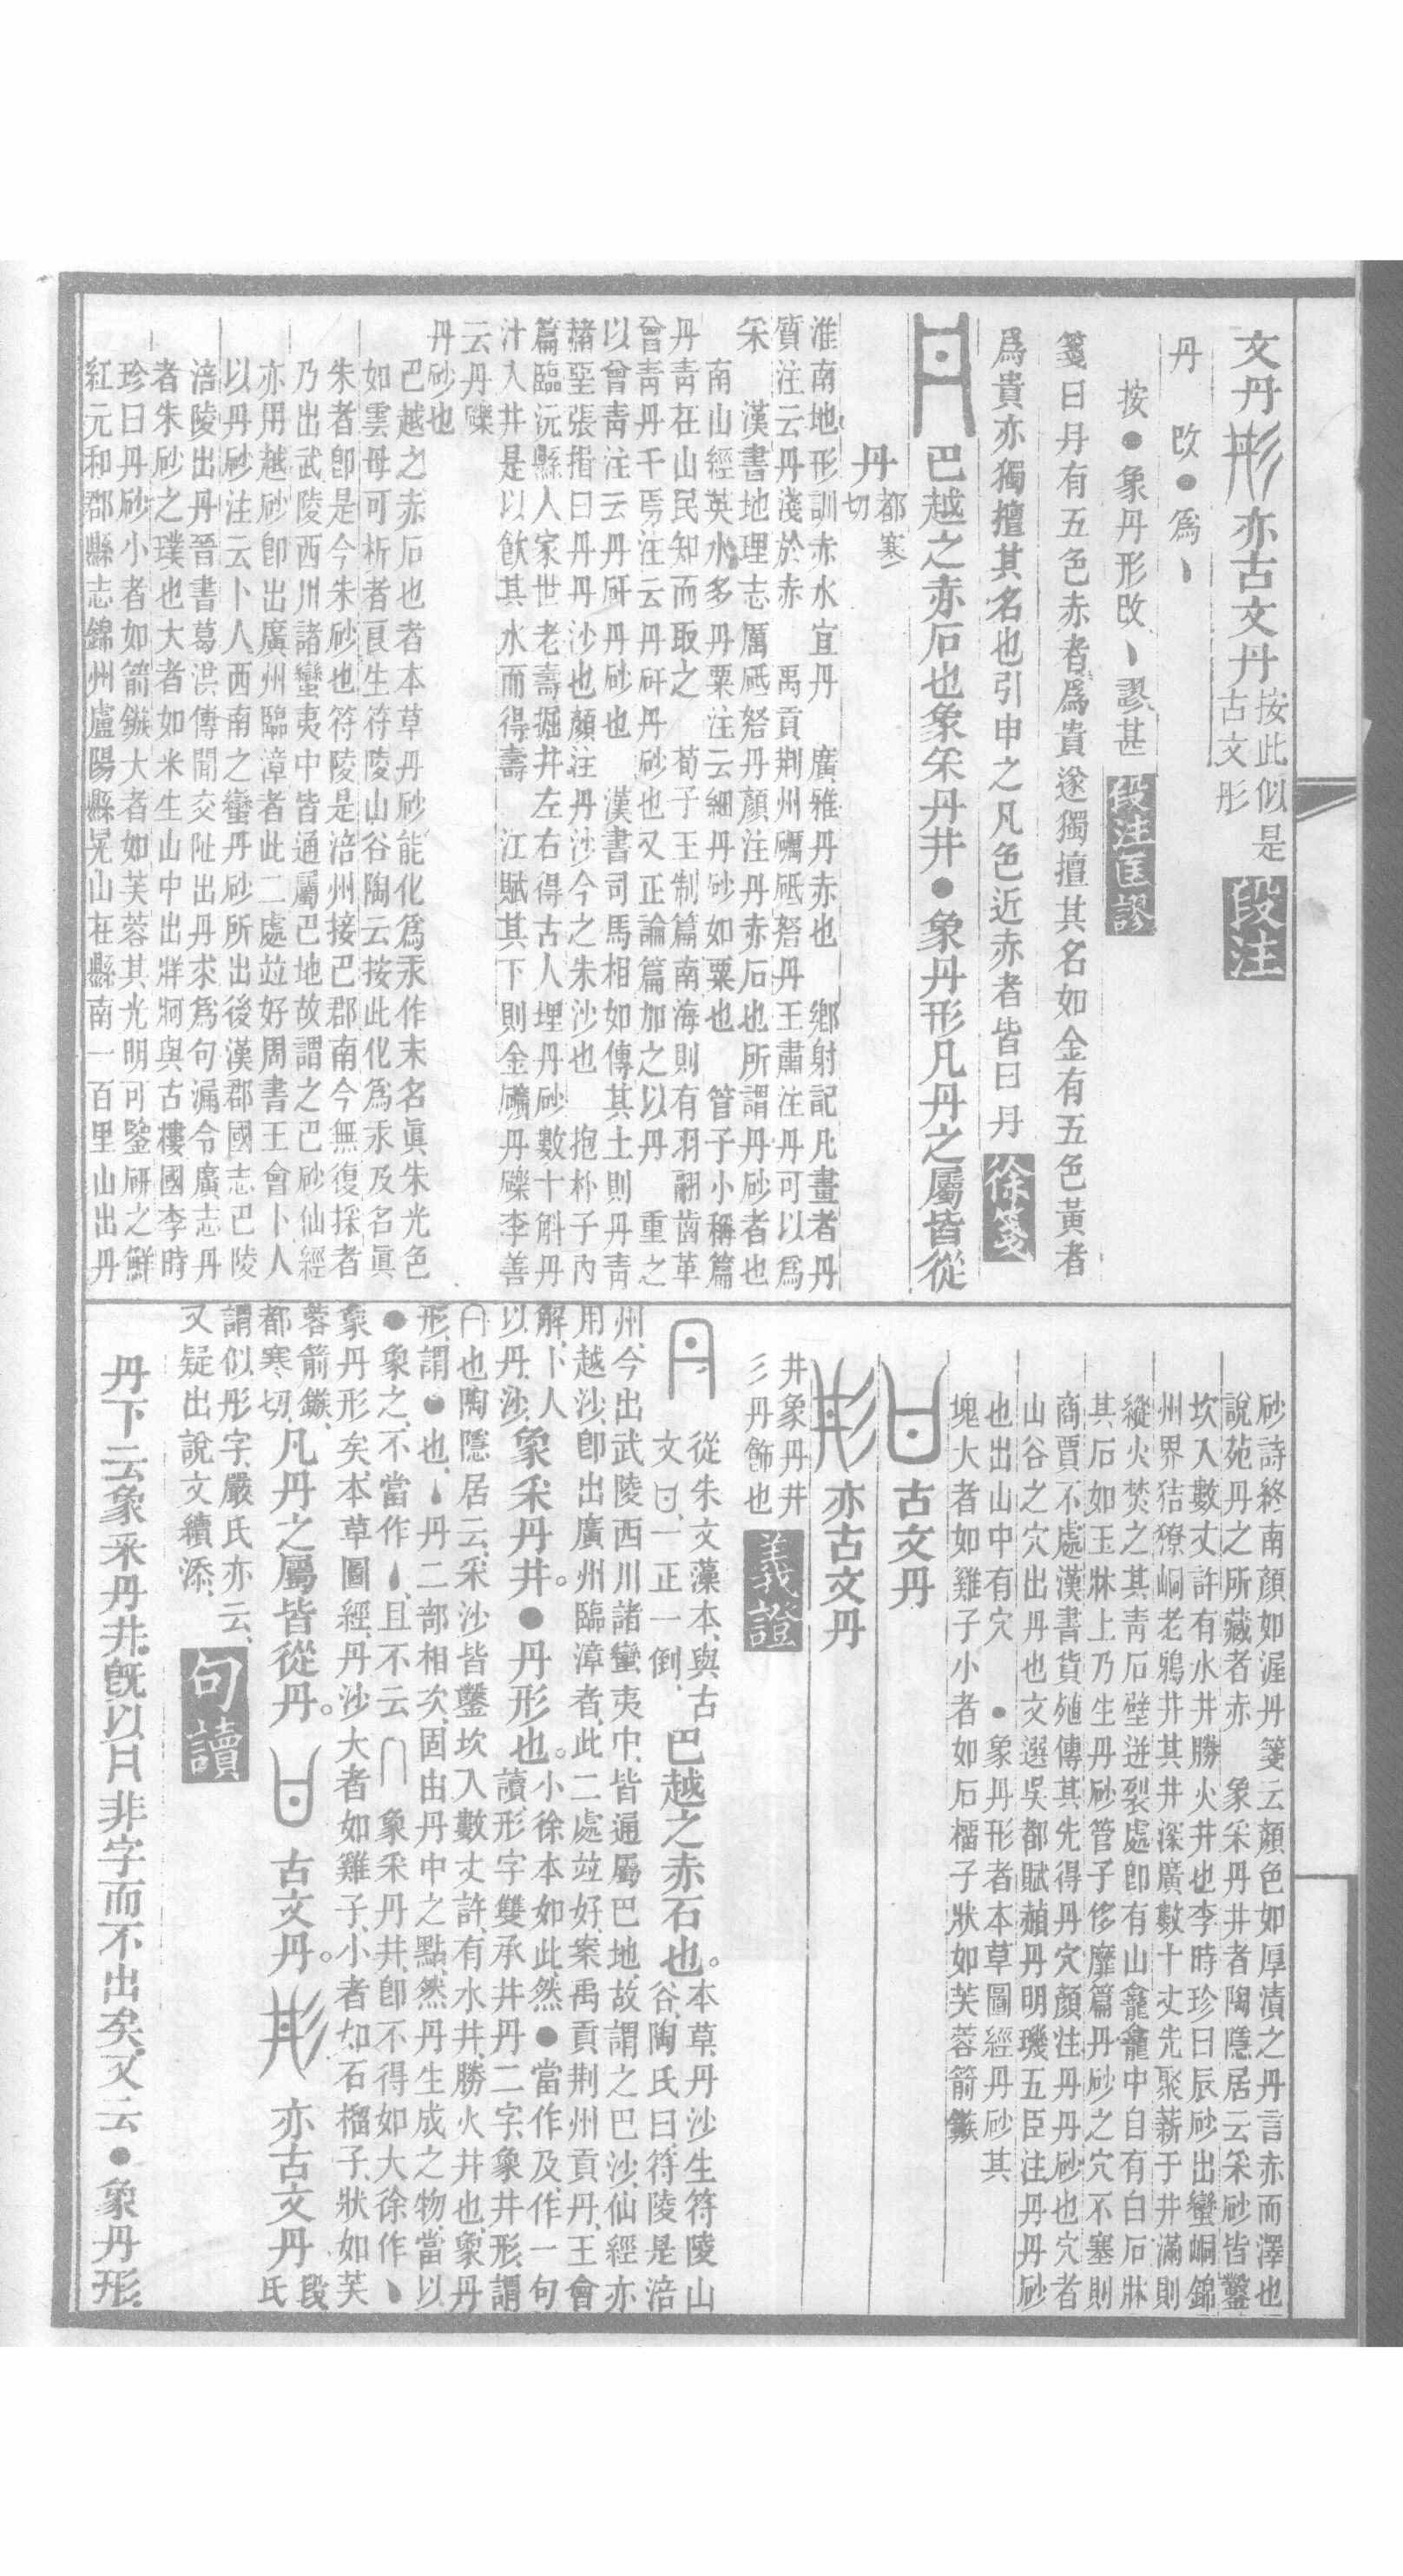 文丹彤亦古文丹按此似是
古文彤 段注
丹 改●爲丶
按●象丹形改丶謬甚 段注匡謬
箋曰丹有五色赤者爲貴遂獨擅其名如金有五色黃者
爲貴亦獨擅其名也引申之凡色近赤者皆曰丹 徐箋
巴越之赤石也象采丹井●象丹形凡丹之屬皆從
丹都寒
切
淮南地形訓赤水宜丹 廣雅丹赤也 鄉射記凡畫者丹
質注云丹淺於赤 禹貢荆州礪砥砮丹王肅注丹可以爲
采 漢書地理志厲砥砮丹顏注丹赤石也所謂丹砂者也
南山經英水多丹粟注云細丹砂如粟也 管子小稱篇
丹青在山民知而取之 荀子王制篇南海則有羽翮齒革
曾青丹干焉注云丹矸丹砂也又正論篇加之以丹 重之
以曾青注云丹矸丹砂也 漢書司馬相如傳其土則丹青
赭堊張揖曰丹丹沙也顏注丹沙今之朱沙也 抱朴子內
篇臨沅縣人家世老壽掘井左右得古人埋丹砂數十斛丹
汁入井是以飲其水而得壽 江賦其下則金礦丹礫李善
云丹礫
丹砂也
巴越之赤石也者本草丹砂能化爲汞作末名眞朱光色
如雲母可析者良生符陵山谷陶云按此化爲汞及名眞
朱者卽是今朱砂也符陵是涪州接巴郡南今無復採者
乃出武陵西川諸蠻夷中皆通屬巴地故謂之巴砂仙經
亦用越砂卽出廣州臨漳者此二處竝好周書王會卜人
以丹砂注云卜人西南之蠻丹砂所出後漢郡國志巴陵
涪陵出丹晉書葛洪傳聞交阯出丹求爲句漏令廣志丹
者朱砂之璞也大者如米生山中出牂牁與古樓國李時
珍曰丹砂小者如箭鏃大者如芙蓉其光明可鑒硏之鮮
紅元和郡縣志錦州盧陽縣晃山在縣南一百里山出丹
砂詩終南顏如渥丹箋云顏色如厚漬之丹言赤而澤也
說苑丹之所藏者赤 象采丹井者陶隱居云采砂皆鑿
坎入數丈許有水井勝火井也李時珍曰辰砂出蠻峒錦
州界狤獠峒老鴉井其井深廣數十丈先聚薪于井滿則
縱火焚之其青石壁迸裂處卽有山龕龕中自有白石牀
其石如玉牀上乃生丹砂管子侈靡篇丹砂之穴不塞則
商賈不處漢書貨殖傳其先得丹穴顏注丹丹砂也穴者
山谷之穴出丹也文選吳都賦赬丹明璣五臣注丹丹砂
也出山中有穴 ●象丹形者本草圖經丹砂其
塊大者如雞子小者如石榴子狀如芙蓉箭鏃
古文丹
亦古文丹
井象丹井
彡丹飾也 義證
從朱文藻本、與古
文一正一倒、巴越之赤石也。本草、丹沙生符陵山
谷、陶氏曰、符陵是涪
州、今出武陵西川諸蠻夷中、皆通屬巴地、故謂之巴沙、仙經亦
用越沙、卽出廣州臨漳者、此二處竝好、案禹貢荆州貢丹、王會
解、卜人
以丹沙、象采丹井。●丹形也。小徐本如此、然●當作及、作一句
讀、形字雙承井丹二字、象井形、謂
冂也、陶隱居云、采沙皆鑿坎入數丈許、有水井、勝火井也、象丹
形、謂●也、丶丹二部相次、固由丹中之點、然丹生成之物、當以
●象之、不當作丶、且不云冂象采丹井、卽不得如大徐作丶
象丹形矣、本草圖經、丹沙大者如雞子、小者如石榴子、狀如芙
蓉箭鏃、
都寒切、凡丹之屬皆從丹。古文丹。亦古文丹段
氏
謂似彤字、嚴氏亦云、
又疑出說文續添、 句讀
丹下云象采丹井、既以冃非字而不出矣、又云●象丹形、